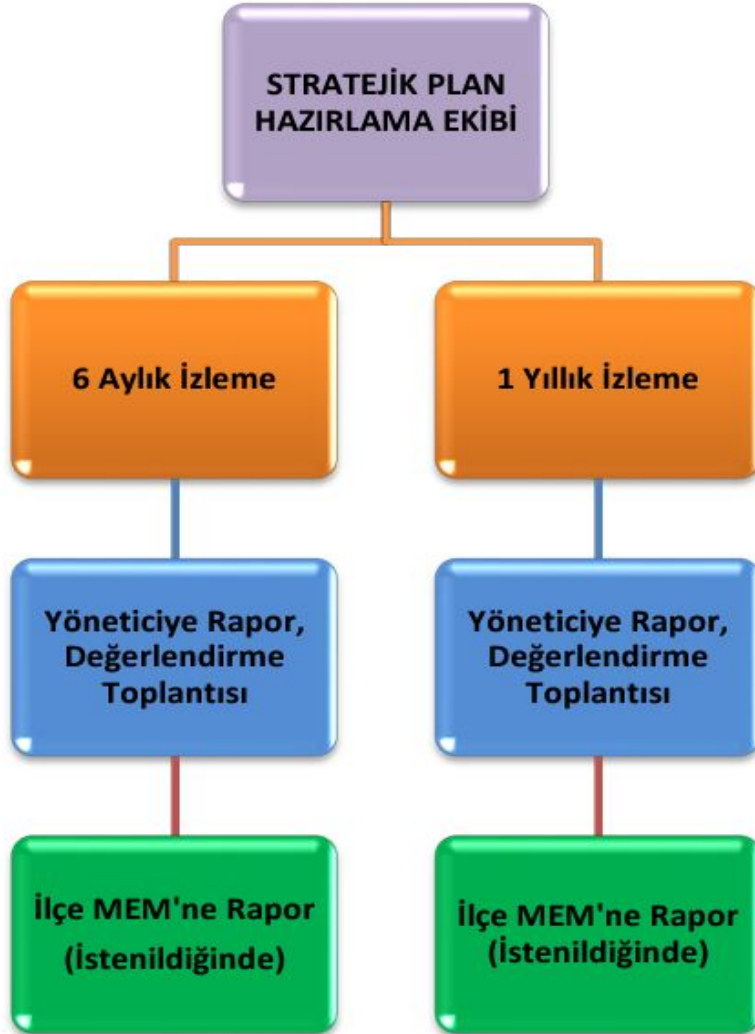 STRATEJİK PLAN
HAZIRLAMA EKİBİ
6 Aylık İzleme
1 Yıllık İzleme
Yöneticiye Rapor,
Değerlendirme
Toplantısı
Yöneticiye Rapor,
Değerlendirme
Toplantısı
İlçe MEM'ne Rapor
(İstenildiğinde)
İlçe MEM'ne Rapor
(İstenildiğinde)